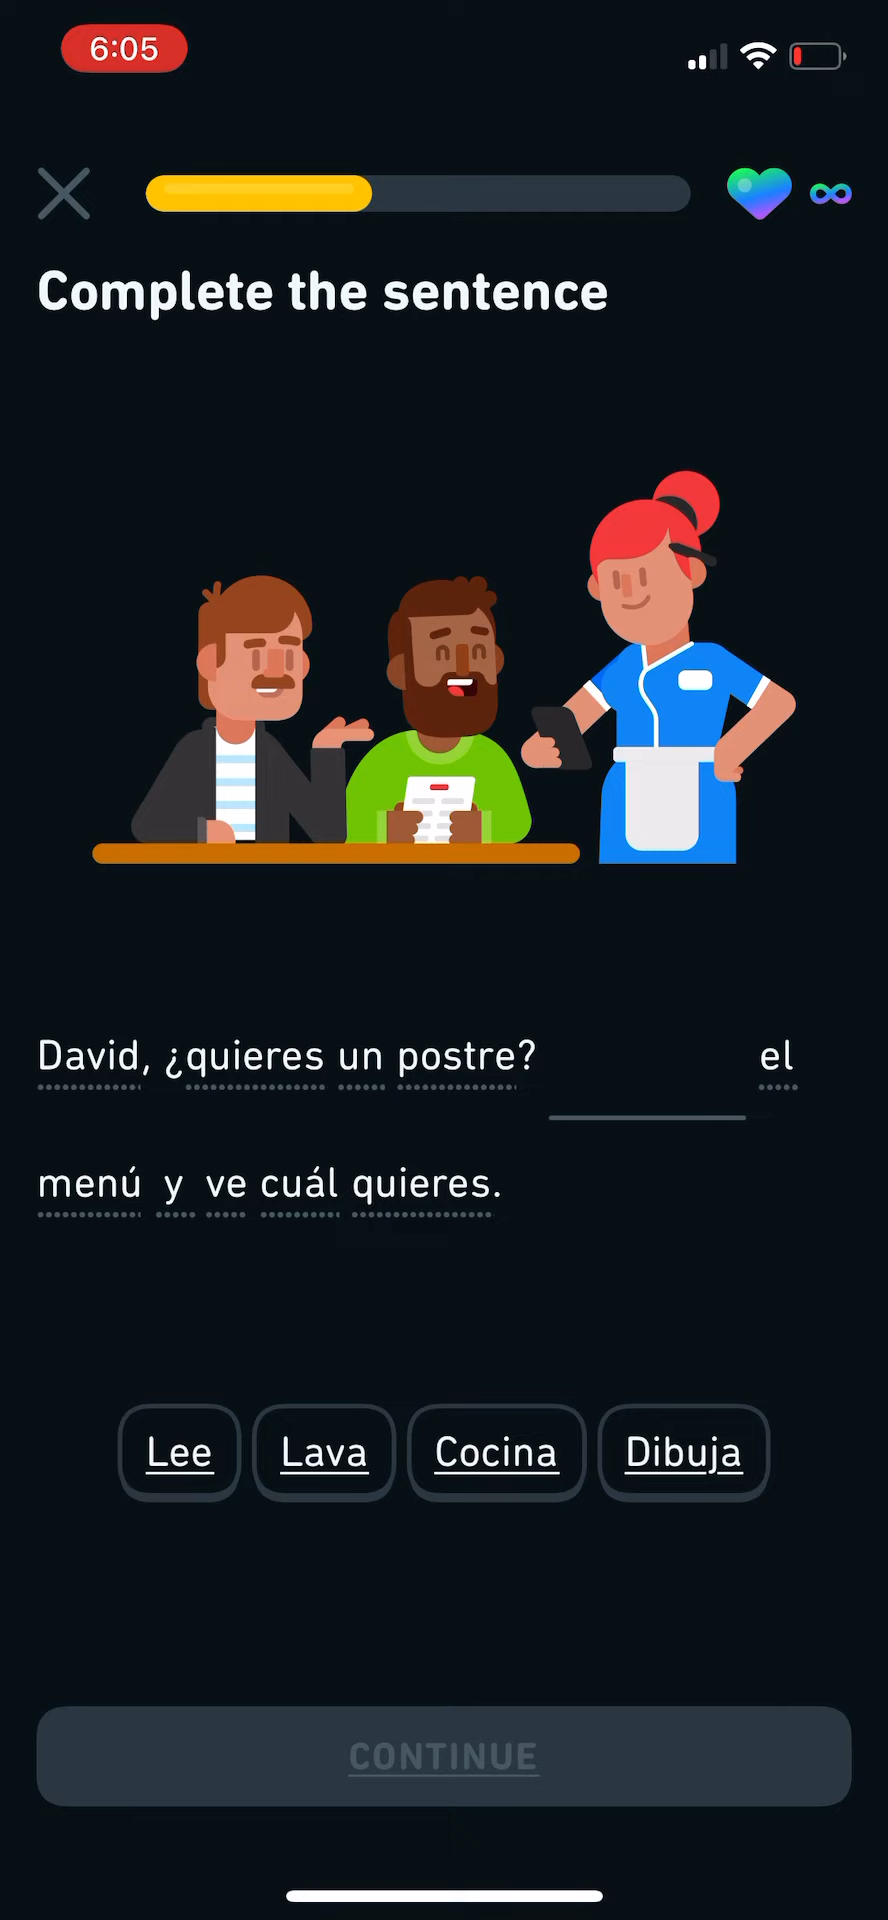 6:05
Complete the sentence
David, ¿quieres un postre? el
menú y ve cuál quieres.
Lee Lava Cocina Dibuja
CONTINUE